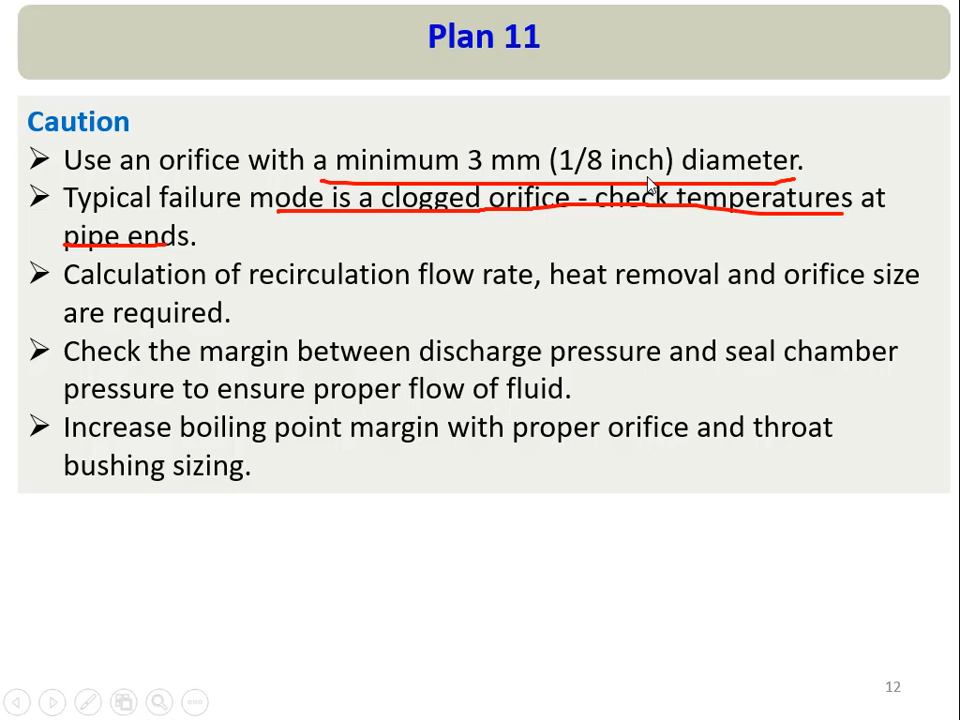 Plan 11
Caution
➢ Use an orifice with a minimum 3 mm (1/8 inch) diameter.
➢ Typical failure mode is a clogged orifice - check temperatures at
pipe ends.
➢ Calculation of recirculation flow rate, heat removal and orifice size
are required.
➢ Check the margin between discharge pressure and seal chamber
pressure to ensure proper flow of fluid.
➢ Increase boiling point margin with proper orifice and throat
bushing sizing.
12